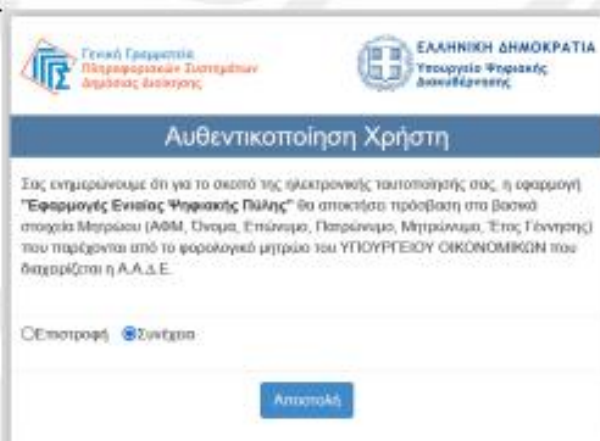 Γενική Γραμματεία
Πληροφοριακών Συστημάτων
Δημόσιας Διοίκησης
ΕΛΛΗΝΙΚΗ ΔΗΜΟΚΡΑΤΙΑ
Υπουργείο Ψηφιακής
Διακυβέρνησης
Αυθεντικοποίηση Χρήστη
Σας ενημερώνουμε ότι για το σκοπό της ηλεκτρονικής ταυτοποίησής σας, η εφαρμογή
"Εφαρμογές Ενιαίας Ψηφιακής Πύλης" θα αποκτήσει πρόσβαση στα βασικά
στοιχεία Μητρώου (ΑΦΜ, Όνομα, Επώνυμο, Πατρώνυμο, Μητρώνυμο, Έτος Γέννησης)
που παρέχονται από το φορολογικό μητρώο του ΥΠΟΥΡΓΕΙΟΥ ΟΙΚΟΝΟΜΙΚΩΝ που
διαχειρίζεται η Α.Α.Δ.Ε.
Επιστροφή Συνέχεια
Αποστολή